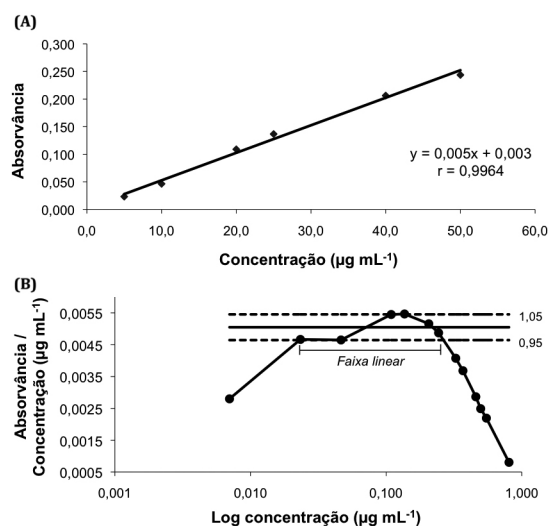 (A)
0,300
0,250
0,200
0,150
0,100
0,050
0,000
0,0 10,0 20,0 30,0 40,0 50,0 60,0
Absorvância
Concentração (µg mL-1)
y = 0,005x + 0,003
r = 0,9964
(B)
0,0055
0,0045
0,0035
0,0025
0,0015
0,0005
0,001 0,010 0,100 1,000
Absorvância /
Concentração (µg mL-1)
1,05
0,95
Faixa linear
Log concentração (µg mL-1)